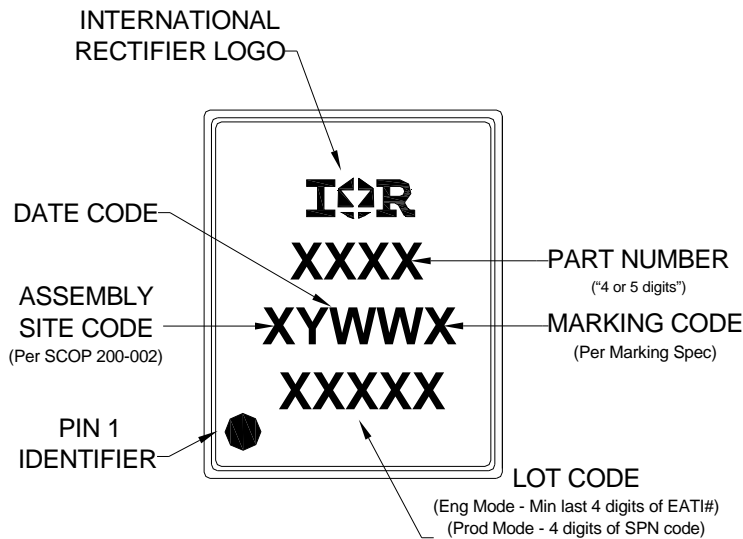 INTERNATIONAL
RECTIFIER LOGO
IOR
DATE CODE
XXXX
PART NUMBER
(“4 or 5 digits”)
ASSEMBLY
SITE CODE
(Per SCOP 200-002)
XYWWX
MARKING CODE
(Per Marking Spec)
XXXXX
PIN 1
IDENTIFIER
LOT CODE
(Eng Mode - Min last 4 digits of EATI#)
(Prod Mode - 4 digits of SPN code)